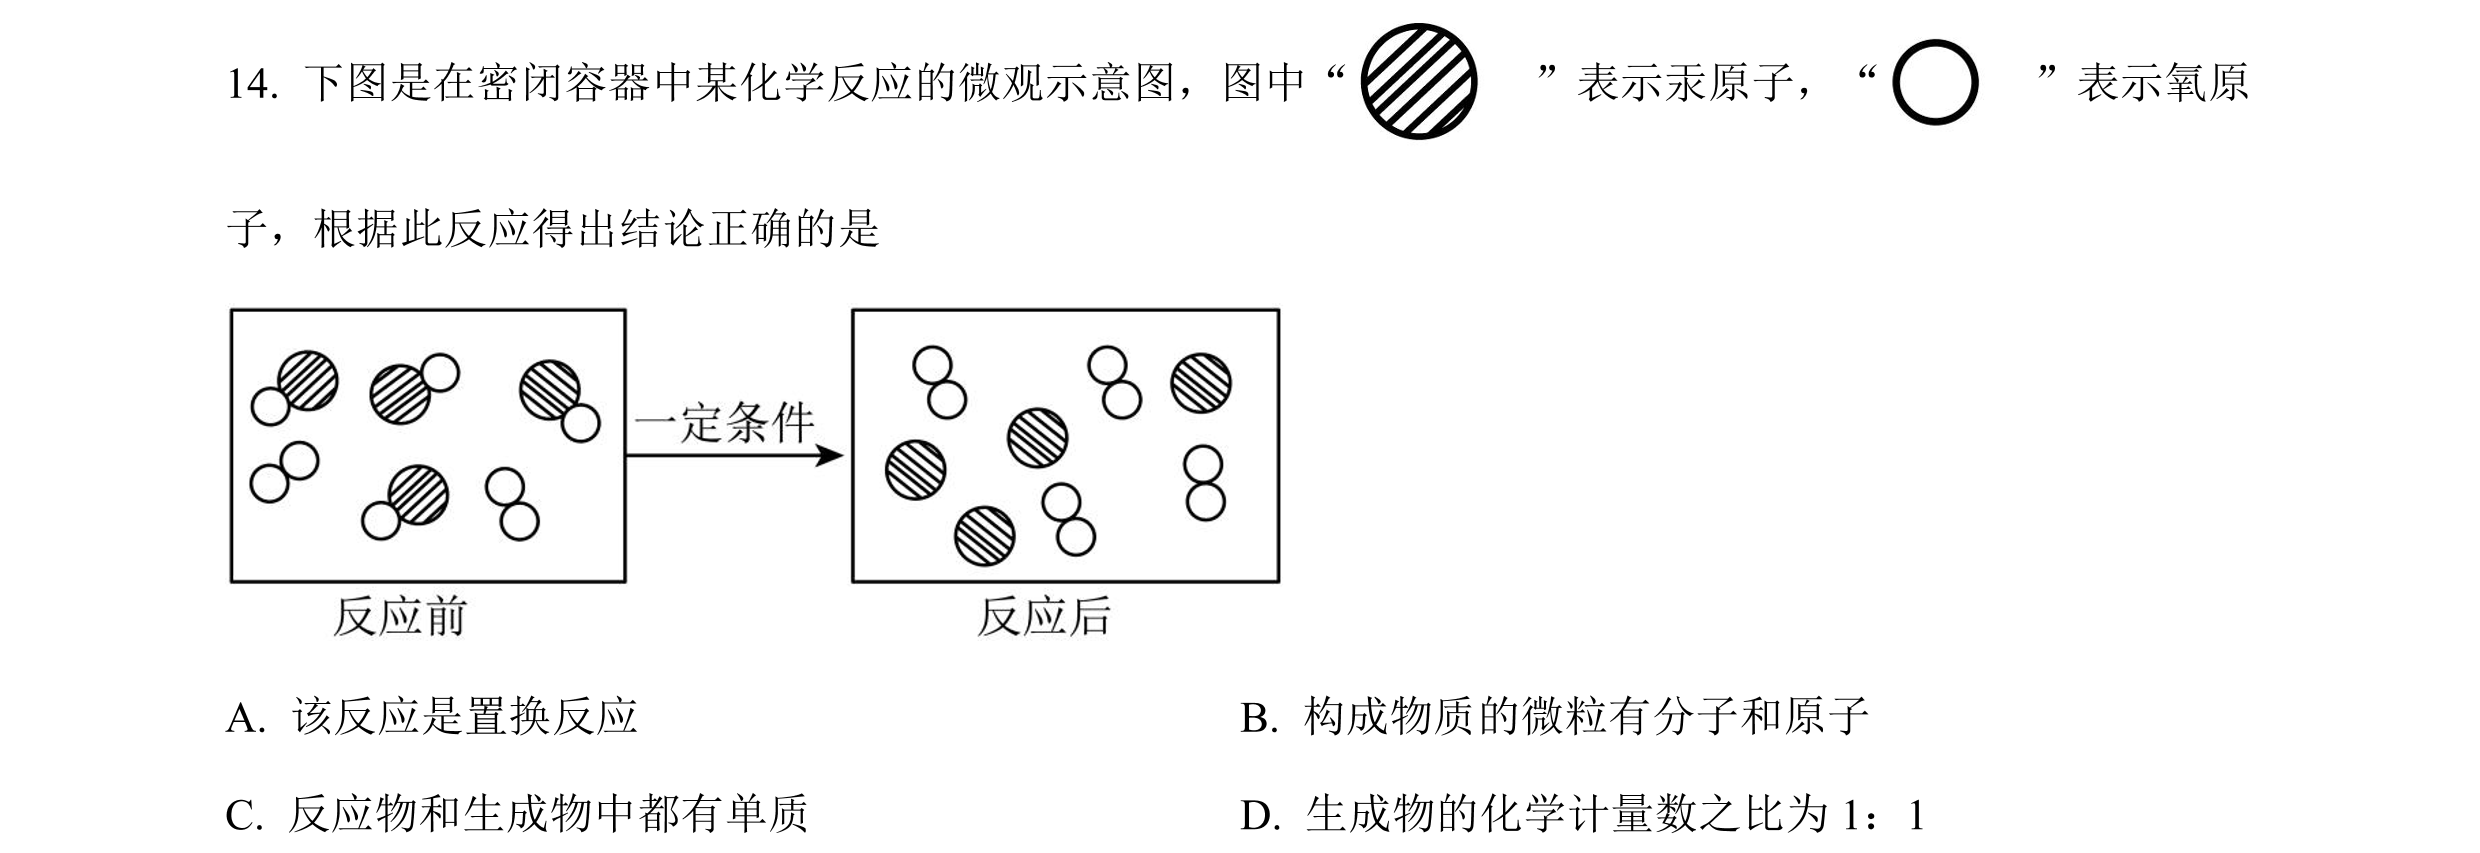 14. 下图是在密闭容器中某化学反应的微观示意图，图中“ ”表示汞原子，“ ”表示氧原
子，根据此反应得出结论正确的是
一定条件
反应前 反应后
A. 该反应是置换反应 B. 构成物质的微粒有分子和原子
C. 反应物和生成物中都有单质 D. 生成物的化学计量数之比为 1：1